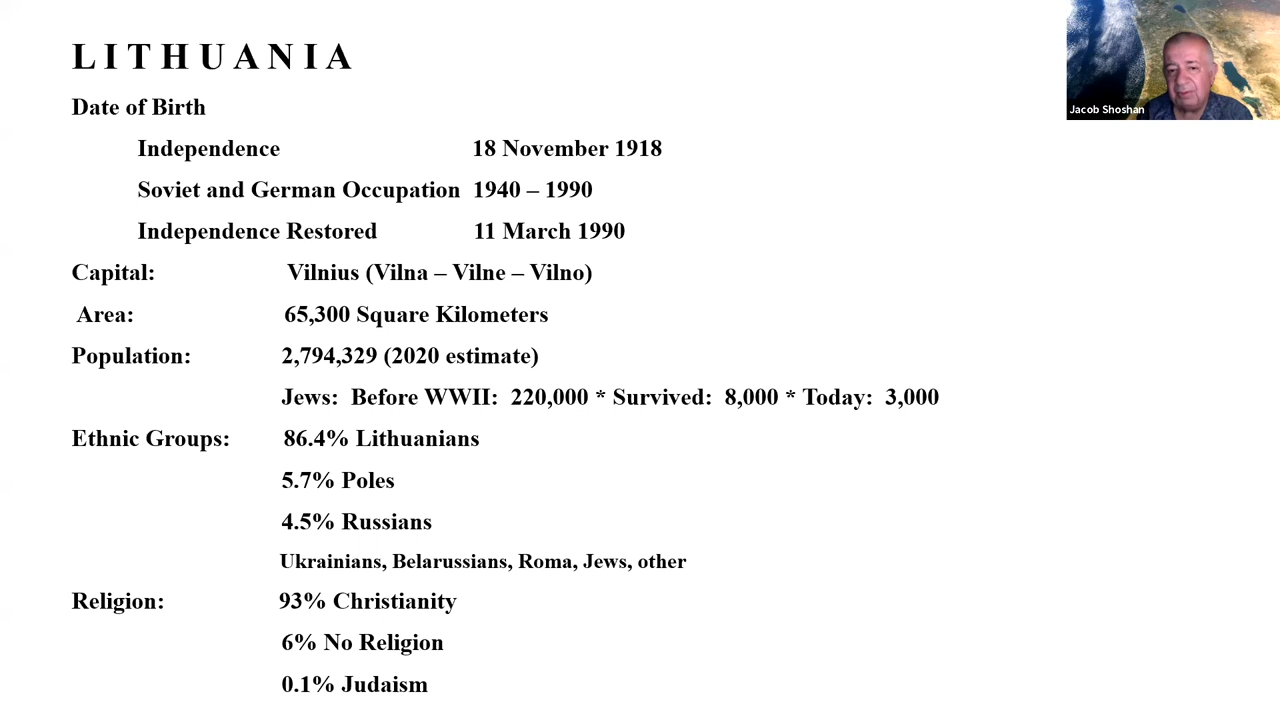 L I T H U A N I A
Jacob Shoshan
Date of Birth
Independence 18 November 1918
Soviet and German Occupation 1940 – 1990
Independence Restored 11 March 1990
Capital: Vilnius (Vilna – Vilne – Vilno)
Area: 65,300 Square Kilometers
Population: 2,794,329 (2020 estimate)
Jews: Before WWII: 220,000 * Survived: 8,000 * Today: 3,000
Ethnic Groups: 86.4% Lithuanians
5.7% Poles
4.5% Russians
Ukrainians, Belarussians, Roma, Jews, other
Religion: 93% Christianity
6% No Religion
0.1% Judaism